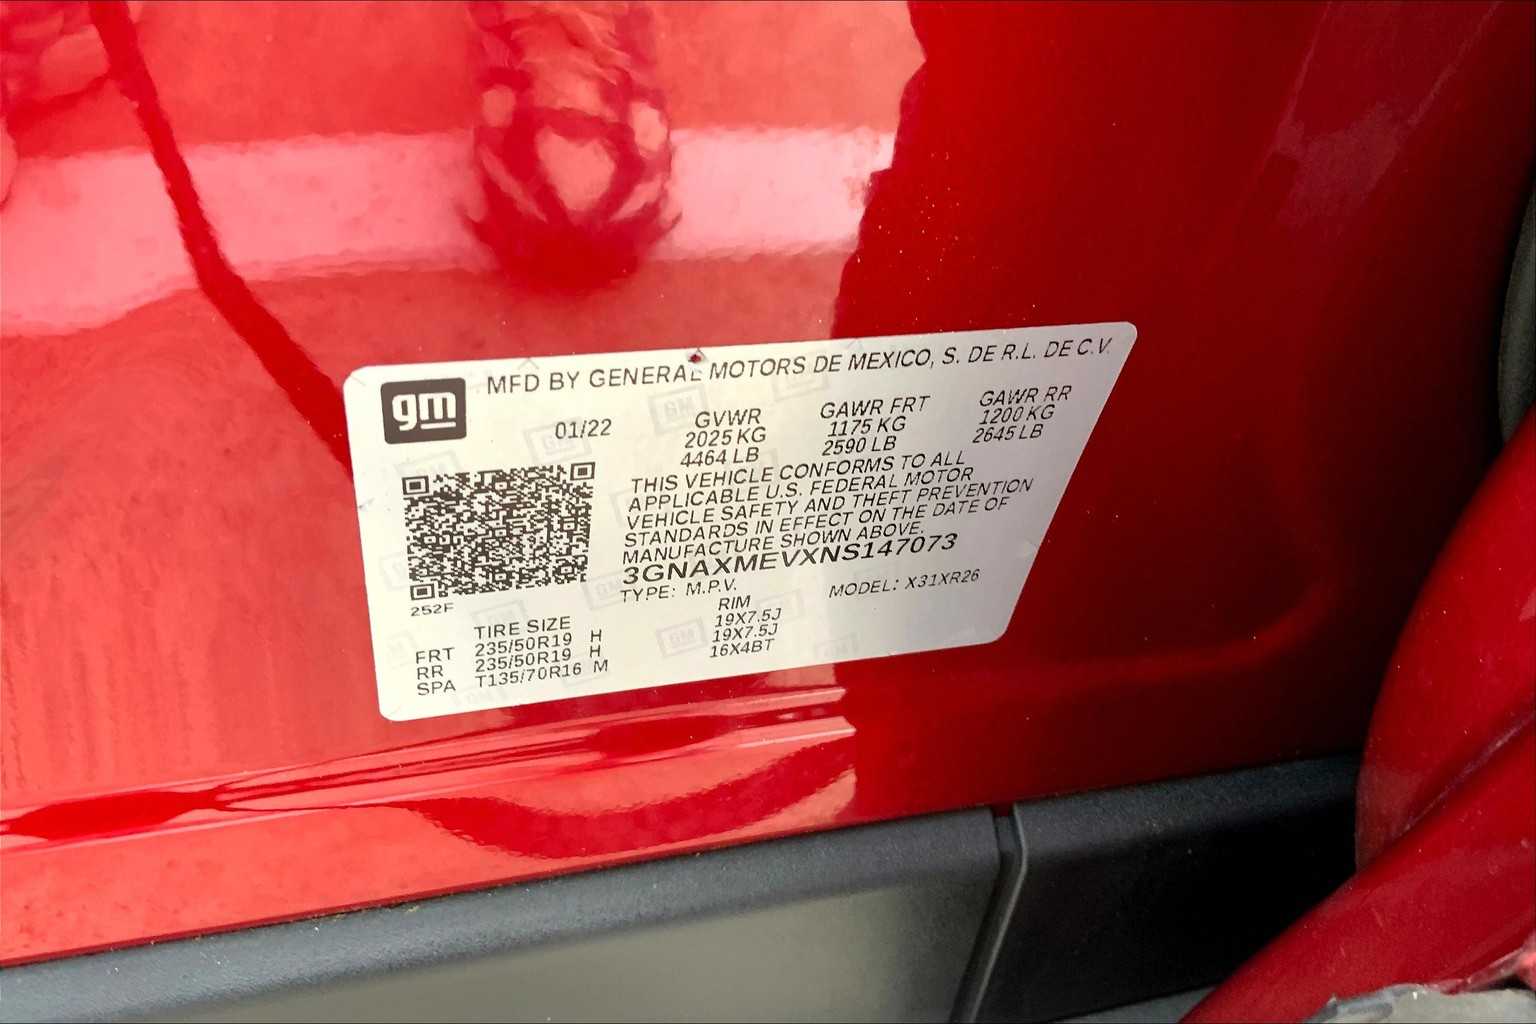 gm
MFD BY GENERAL MOTORS DE MEXICO, S. DE R.L. DE C.V.
01/22
GVWR
2025 KG
4464 LB
GAWR FRT
1175 KG
2590 LB
GAWR RR
1200 KG
2645 LB
THIS VEHICLE CONFORMS TO ALL
APPLICABLE U.S. FEDERAL MOTOR
VEHICLE SAFETY AND THEFT PREVENTION
STANDARDS IN EFFECT ON THE DATE OF
MANUFACTURE SHOWN ABOVE.
3GNAXMEVXNS147073
TYPE: M.P.V. MODEL: X31XR26
252F
TIRE SIZE RIM
FRT 235/50R19 H 19X7.5J
RR 235/50R19 H 19X7.5J
SPA T135/70R16 M 16X4BT